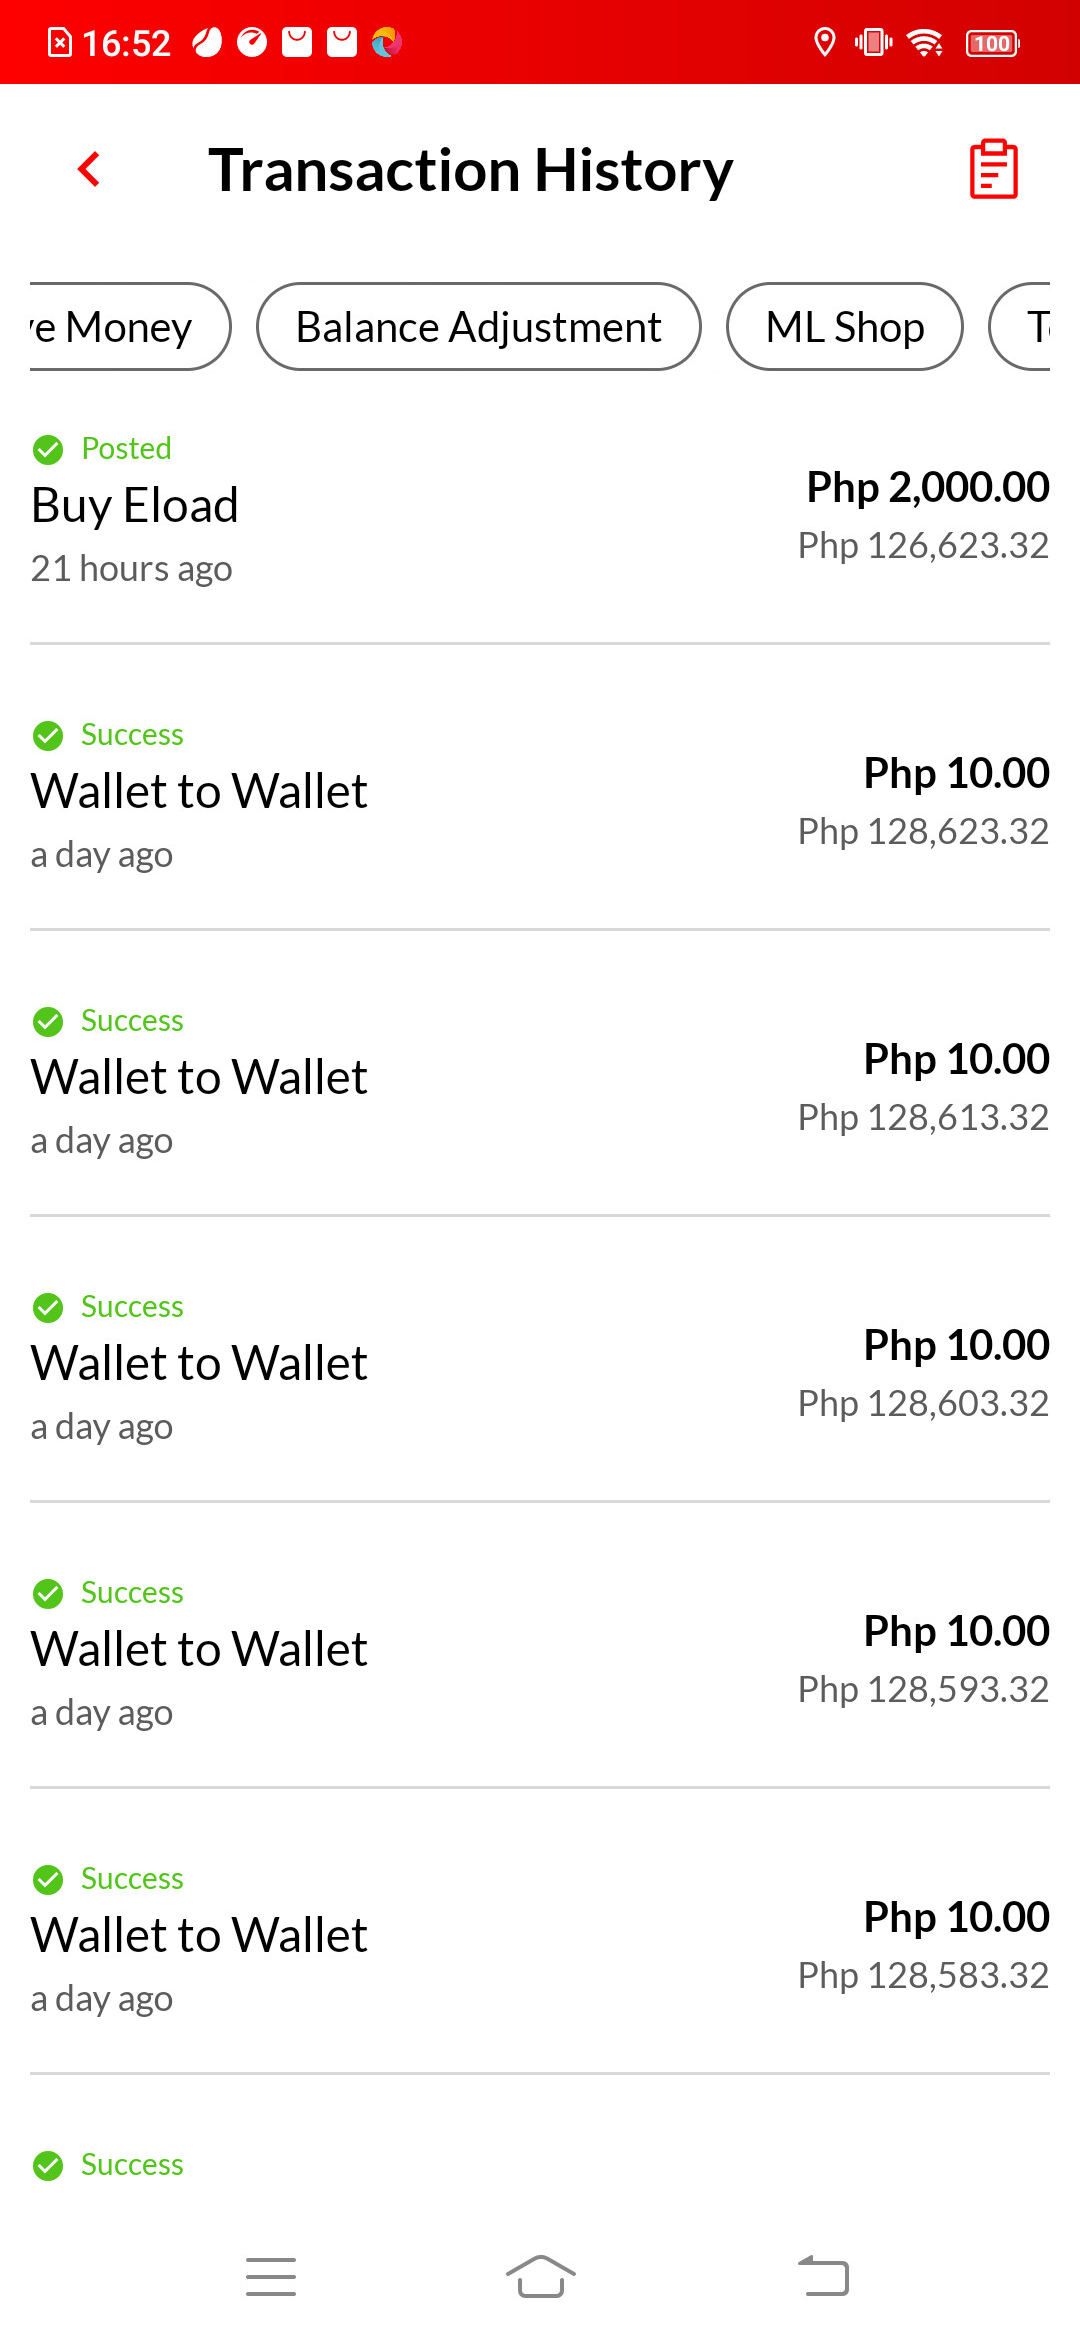 16:52
100
Transaction History
ve Money
Balance Adjustment
ML Shop
Posted
Buy Eload
21 hours ago
Php 2,000.00
Php 126,623.32
Success
Wallet to Wallet
a day ago
Php 10.00
Php 128,623.32
Success
Wallet to Wallet
a day ago
Php 10.00
Php 128,613.32
Success
Wallet to Wallet
a day ago
Php 10.00
Php 128,603.32
Success
Wallet to Wallet
a day ago
Php 10.00
Php 128,593.32
Success
Wallet to Wallet
a day ago
Php 10.00
Php 128,583.32
Success